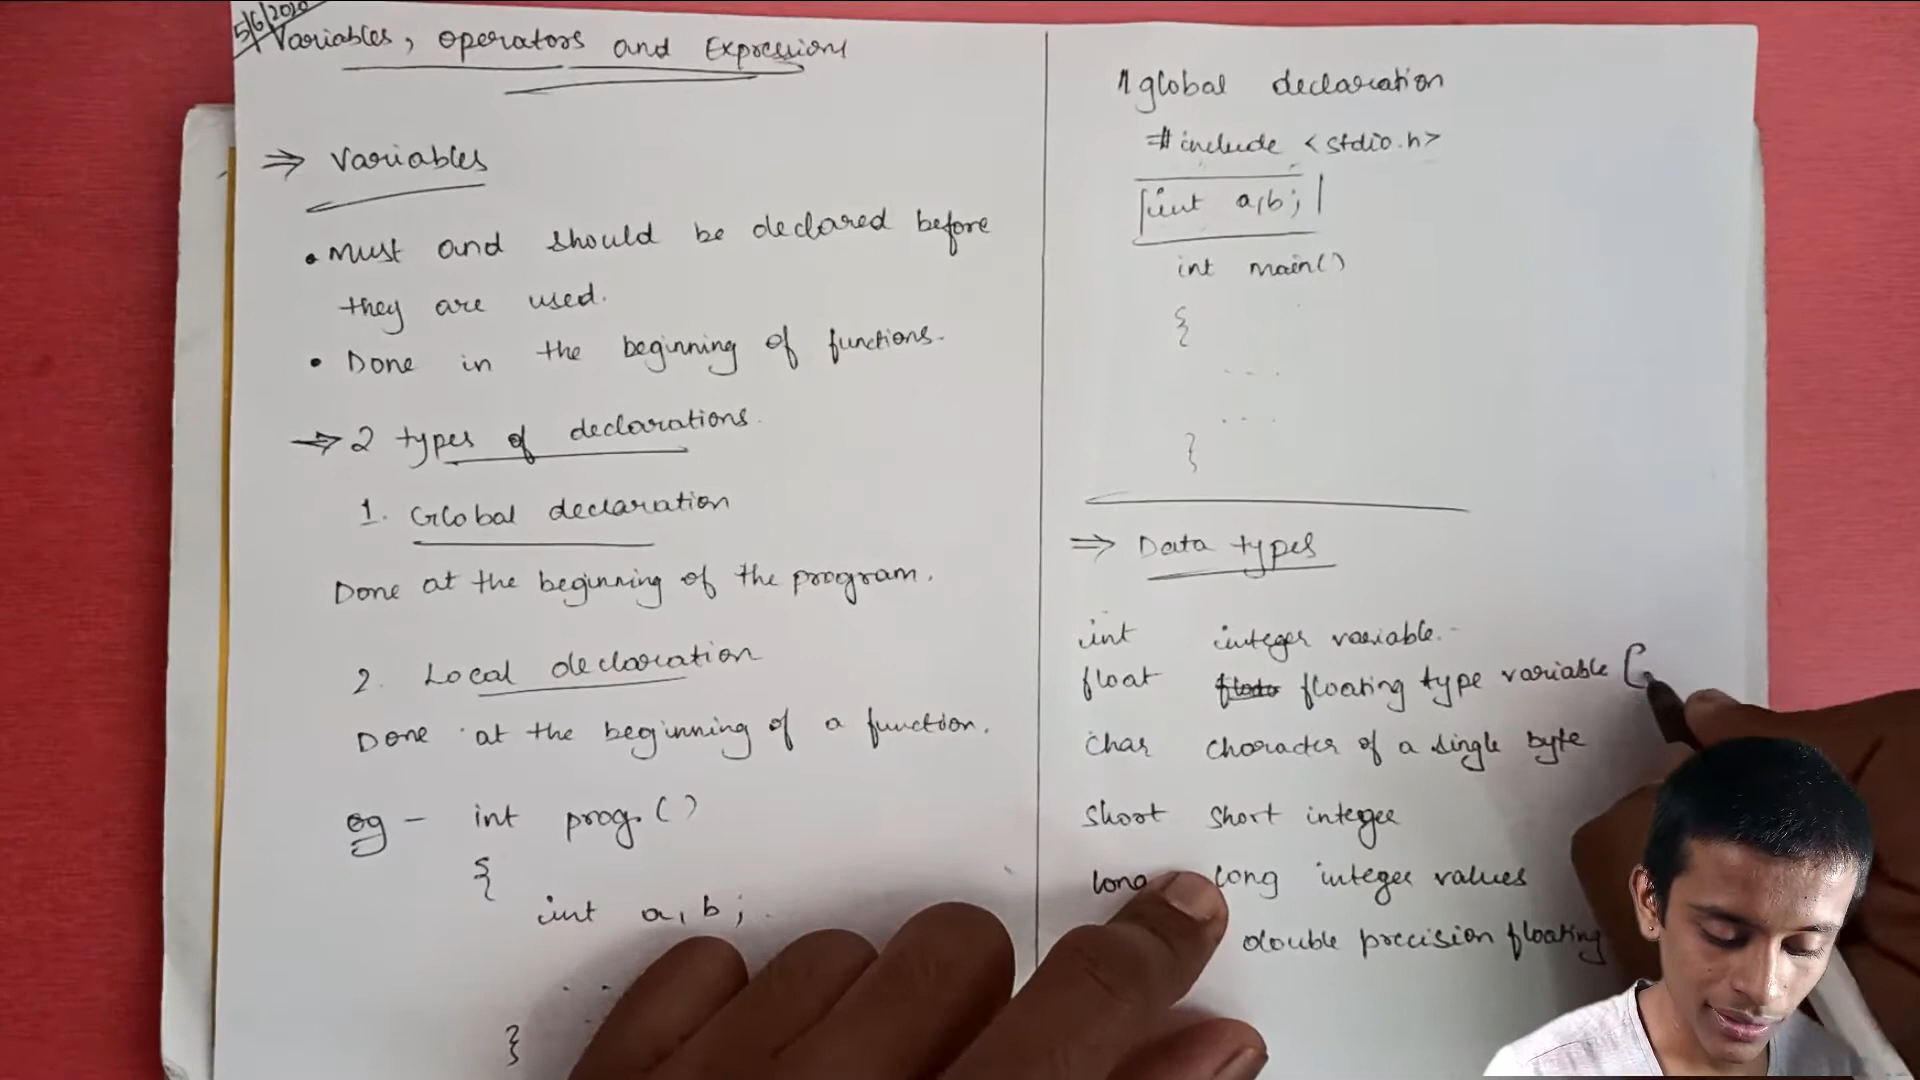 5/6/2020
Variables, operators and Expressions
⇒ Variables
• Must and should be declared before
they are used.
• Done in the beginning of functions.
→ 2 types of declarations.
1. Global declaration
Done at the beginning of the program.
2. Local declaration
Done at the beginning of a function.
eg - int prog.()
{
int a, b;
. .
}
1 global declaration
#include <stdio.h>
int a,b;
int main()
{
. . . .
. . . .
}
⇒ Data types
int integer variable.
float floating type variable (
char character of a single byte
short short integer
long long integer values
double precision floating